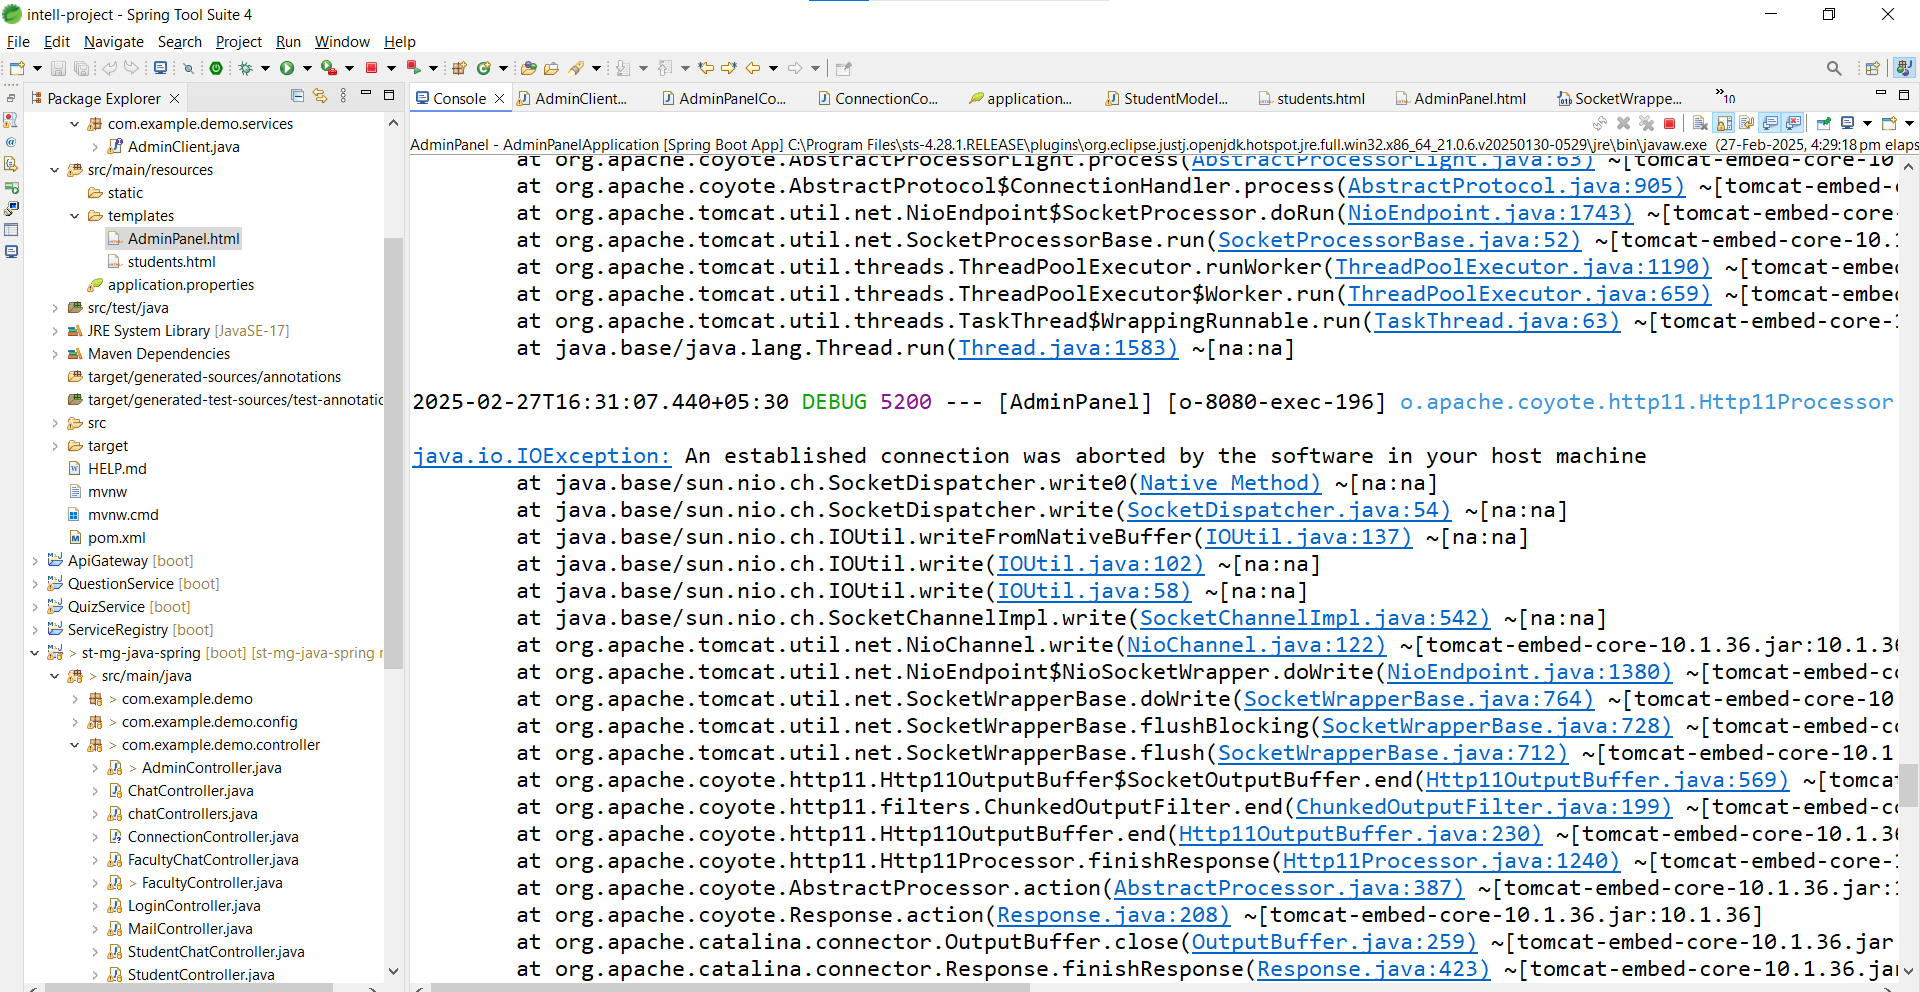 intell-project - Spring Tool Suite 4
File Edit Navigate Search Project Run Window Help
Package Explorer
Console
AdminClient...
AdminPanelCo...
ConnectionCo...
application...
StudentModel...
students.html
AdminPanel.html
SocketWrappe...
10
com.example.demo.services
AdminClient.java
src/main/resources
static
templates
AdminPanel.html
students.html
application.properties
src/test/java
JRE System Library [JavaSE-17]
Maven Dependencies
target/generated-sources/annotations
target/generated-test-sources/test-annotatio
src
target
HELP.md
mvnw
mvnw.cmd
pom.xml
ApiGateway [boot]
QuestionService [boot]
QuizService [boot]
ServiceRegistry [boot]
> st-mg-java-spring [boot] [st-mg-java-spring r
> src/main/java
> com.example.demo
> com.example.demo.config
> com.example.demo.controller
> AdminController.java
ChatController.java
chatControllers.java
ConnectionController.java
FacultyChatController.java
> FacultyController.java
LoginController.java
MailController.java
StudentChatController.java
StudentController.java
AdminPanel - AdminPanelApplication [Spring Boot App] C:\Program Files\sts-4.28.1.RELEASE\plugins\org.eclipse.justj.openjdk.hotspot.jre.full.win32.x86_64_21.0.6.v20250130-0529\jre\bin\javaw.exe (27-Feb-2025, 4:29:18 pm elaps
at org.apache.coyote.AbstractProcessorLight.process(AbstractProcessorLight.java:63) ~[tomcat-embed-core-10
at org.apache.coyote.AbstractProtocol$ConnectionHandler.process(AbstractProtocol.java:905) ~[tomcat-embed-c
at org.apache.tomcat.util.net.NioEndpoint$SocketProcessor.doRun(NioEndpoint.java:1743) ~[tomcat-embed-core-
at org.apache.tomcat.util.net.SocketProcessorBase.run(SocketProcessorBase.java:52) ~[tomcat-embed-core-10.1
at org.apache.tomcat.util.threads.ThreadPoolExecutor.runWorker(ThreadPoolExecutor.java:1190) ~[tomcat-embed
at org.apache.tomcat.util.threads.ThreadPoolExecutor$Worker.run(ThreadPoolExecutor.java:659) ~[tomcat-embed
at org.apache.tomcat.util.threads.TaskThread$WrappingRunnable.run(TaskThread.java:63) ~[tomcat-embed-core-1
at java.base/java.lang.Thread.run(Thread.java:1583) ~[na:na]
2025-02-27T16:31:07.440+05:30 DEBUG 5200 --- [AdminPanel] [o-8080-exec-196] o.apache.coyote.http11.Http11Processor
java.io.IOException: An established connection was aborted by the software in your host machine
at java.base/sun.nio.ch.SocketDispatcher.write0(Native Method) ~[na:na]
at java.base/sun.nio.ch.SocketDispatcher.write(SocketDispatcher.java:54) ~[na:na]
at java.base/sun.nio.ch.IOUtil.writeFromNativeBuffer(IOUtil.java:137) ~[na:na]
at java.base/sun.nio.ch.IOUtil.write(IOUtil.java:102) ~[na:na]
at java.base/sun.nio.ch.IOUtil.write(IOUtil.java:58) ~[na:na]
at java.base/sun.nio.ch.SocketChannelImpl.write(SocketChannelImpl.java:542) ~[na:na]
at org.apache.tomcat.util.net.NioChannel.write(NioChannel.java:122) ~[tomcat-embed-core-10.1.36.jar:10.1.36
at org.apache.tomcat.util.net.NioEndpoint$NioSocketWrapper.doWrite(NioEndpoint.java:1380) ~[tomcat-embed-co
at org.apache.tomcat.util.net.SocketWrapperBase.doWrite(SocketWrapperBase.java:764) ~[tomcat-embed-core-10.
at org.apache.tomcat.util.net.SocketWrapperBase.flushBlocking(SocketWrapperBase.java:728) ~[tomcat-embed-co
at org.apache.tomcat.util.net.SocketWrapperBase.flush(SocketWrapperBase.java:712) ~[tomcat-embed-core-10.1.
at org.apache.coyote.http11.Http11OutputBuffer$SocketOutputBuffer.end(Http11OutputBuffer.java:569) ~[tomcat
at org.apache.coyote.http11.filters.ChunkedOutputFilter.end(ChunkedOutputFilter.java:199) ~[tomcat-embed-co
at org.apache.coyote.http11.Http11OutputBuffer.end(Http11OutputBuffer.java:230) ~[tomcat-embed-core-10.1.36
at org.apache.coyote.http11.Http11Processor.finishResponse(Http11Processor.java:1240) ~[tomcat-embed-core-1
at org.apache.coyote.AbstractProcessor.action(AbstractProcessor.java:387) ~[tomcat-embed-core-10.1.36.jar:1
at org.apache.coyote.Response.action(Response.java:208) ~[tomcat-embed-core-10.1.36.jar:10.1.36]
at org.apache.catalina.connector.OutputBuffer.close(OutputBuffer.java:259) ~[tomcat-embed-core-10.1.36.jar
at org.apache.catalina.connector.Response.finishResponse(Response.java:423) ~[tomcat-embed-core-10.1.36.jar